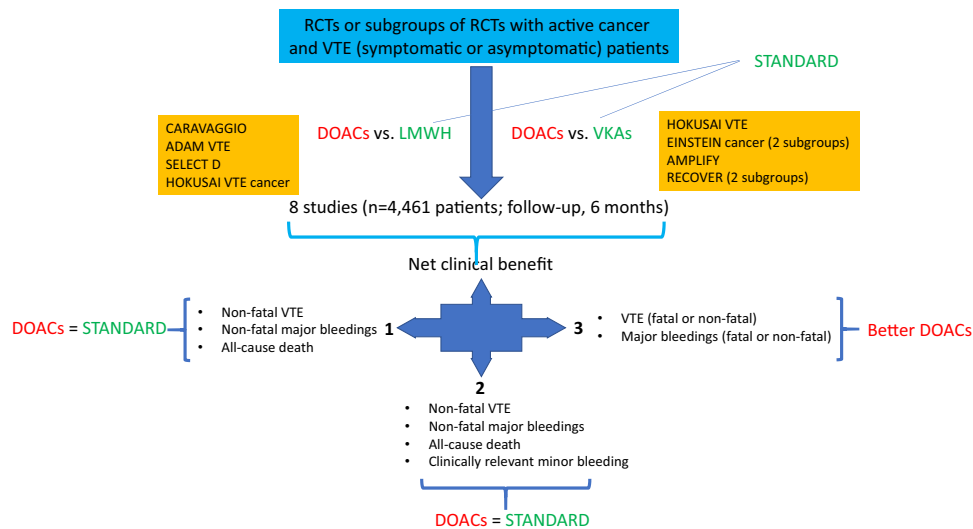 RCTs or subgroups of RCTs with active cancer
and VTE (symptomatic or asymptomatic) patients
STANDARD
CARAVAGGIO
ADAM VTE
SELECT D
HOKUSAI VTE cancer
DOACs vs. LMWH
DOACs vs. VKAs
HOKUSAI VTE
EINSTEIN cancer (2 subgroups)
AMPLIFY
RECOVER (2 subgroups)
8 studies (n=4,461 patients; follow-up, 6 months)
Net clinical benefit
DOACs = STANDARD
• Non-fatal VTE
• Non-fatal major bleedings
• All-cause death
1
3
• VTE (fatal or non-fatal)
• Major bleedings (fatal or non-fatal)
Better DOACs
2
• Non-fatal VTE
• Non-fatal major bleedings
• All-cause death
• Clinically relevant minor bleeding
DOACs = STANDARD